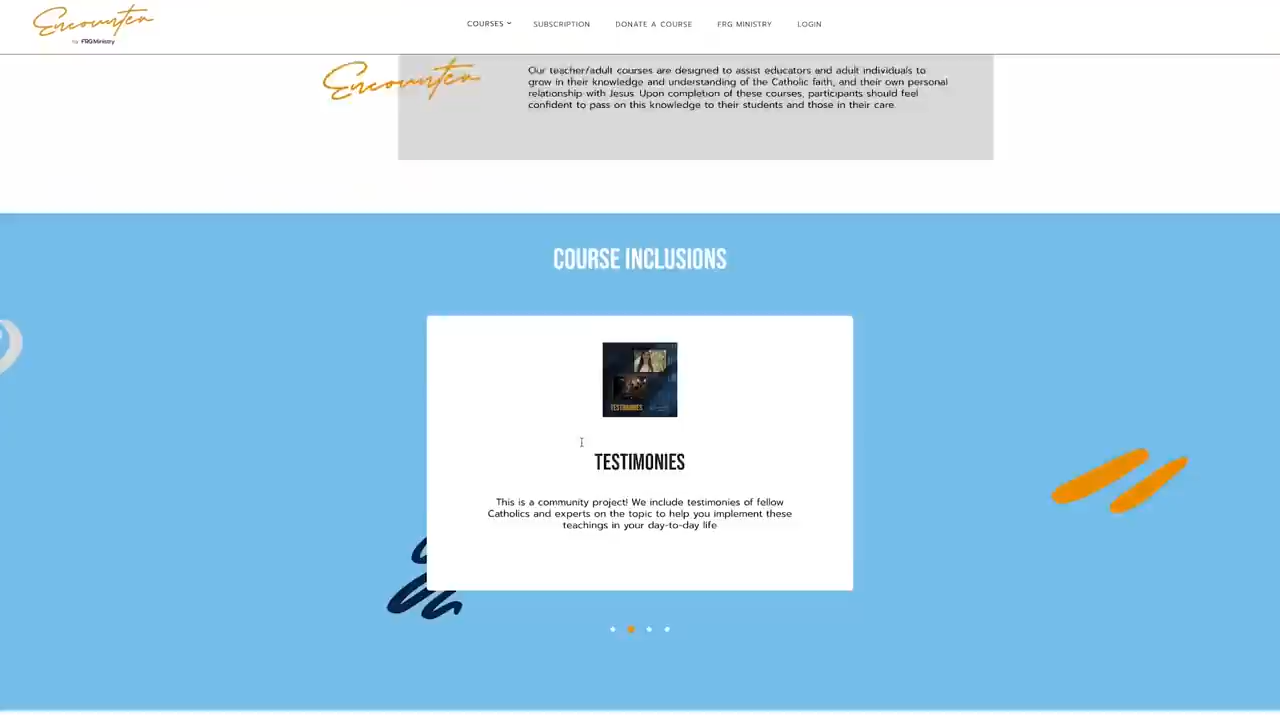 Encounter
by FRGMinistry
COURSES
SUBSCRIPTION
DONATE A COURSE
FRG MINISTRY
LOGIN
Encounter
Our teacher/adult courses are designed to assist educators and adult individuals to
grow in their knowledge and understanding of the Catholic faith, and their own personal
relationship with Jesus. Upon completion of these courses, participants should feel
confident to pass on this knowledge to their students and those in their care.
COURSE INCLUSIONS
TESTIMONIES
TESTIMONIES
This is a community project! We include testimonies of fellow
Catholics and experts on the topic to help you implement these
teachings in your day-to-day life